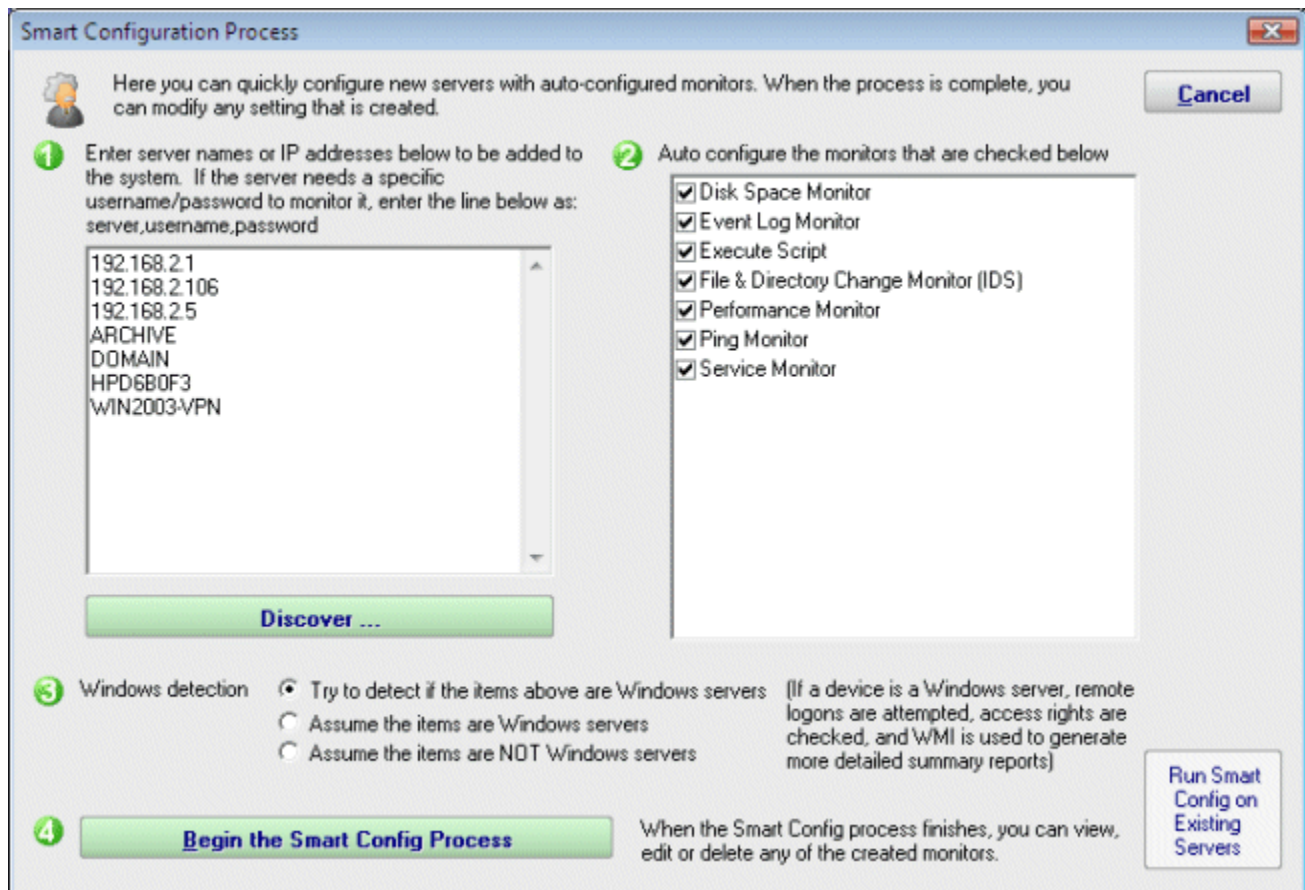 Smart Configuration Process
Here you can quickly configure new servers with auto-configured monitors. When the process is complete, you
can modify any setting that is created.
Cancel
1
Enter server names or IP addresses below to be added to
the system. If the server needs a specific
username/password to monitor it, enter the line below as:
server,username,password
192.168.2.1
192.168.2.106
192.168.2.5
ARCHIVE
DOMAIN
HPD6B0F3
WIN2003-VPN
Discover ...
2
Auto configure the monitors that are checked below
Disk Space Monitor
Event Log Monitor
Execute Script
File & Directory Change Monitor (IDS)
Performance Monitor
Ping Monitor
Service Monitor
3
Windows detection
Try to detect if the items above are Windows servers
Assume the items are Windows servers
Assume the items are NOT Windows servers
(If a device is a Windows server, remote
logons are attempted, access rights are
checked, and WMI is used to generate
more detailed summary reports)
4
Begin the Smart Config Process
When the Smart Config process finishes, you can view,
edit or delete any of the created monitors.
Run Smart
Config on
Existing
Servers